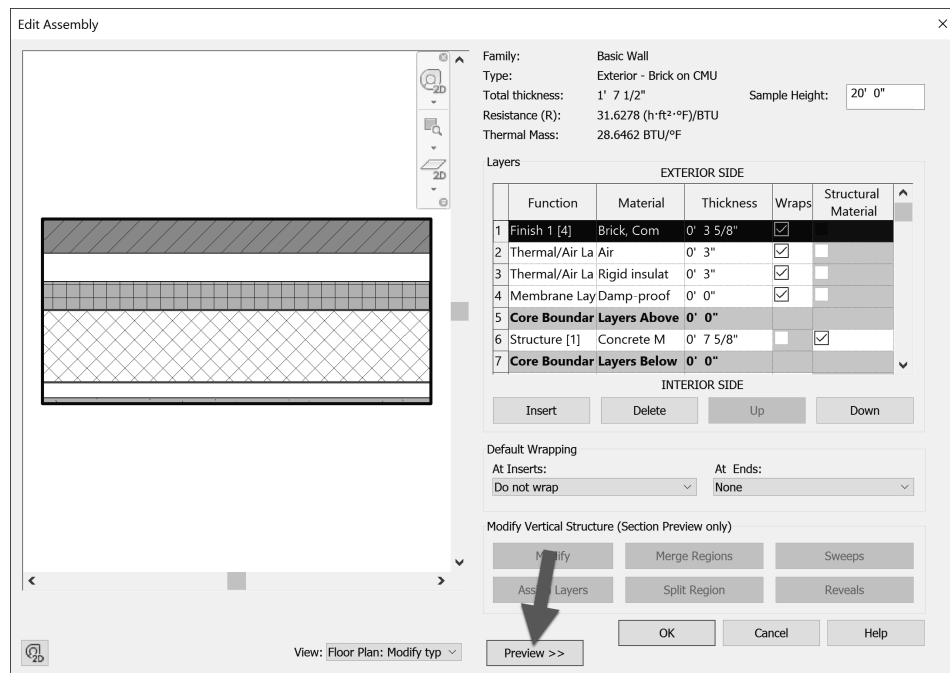 Edit Assembly
Family: Basic Wall
Type: Exterior - Brick on CMU
Total thickness: 1' 7 1/2" Sample Height: 20' 0"
Resistance (R): 31.6278 (h·ft²·°F)/BTU
Thermal Mass: 28.6462 BTU/°F
2D
2D
Layers
EXTERIOR SIDE
Function Material Thickness Wraps Structural Material
1 Finish 1 [4] Brick, Com 0' 3 5/8"
2 Thermal/Air La Air 0' 3"
3 Thermal/Air La Rigid insulat 0' 3"
4 Membrane Lay Damp-proof 0' 0"
5 Core Boundar Layers Above 0' 0"
6 Structure [1] Concrete M 0' 7 5/8"
7 Core Boundar Layers Below 0' 0"
INTERIOR SIDE
Insert Delete Up Down
Default Wrapping
At Inserts: At Ends:
Do not wrap None
Modify Vertical Structure (Section Preview only)
Merge Regions Sweeps
Layers Split Region Reveals
OK Cancel Help
2D View: Floor Plan: Modify typ Preview >>